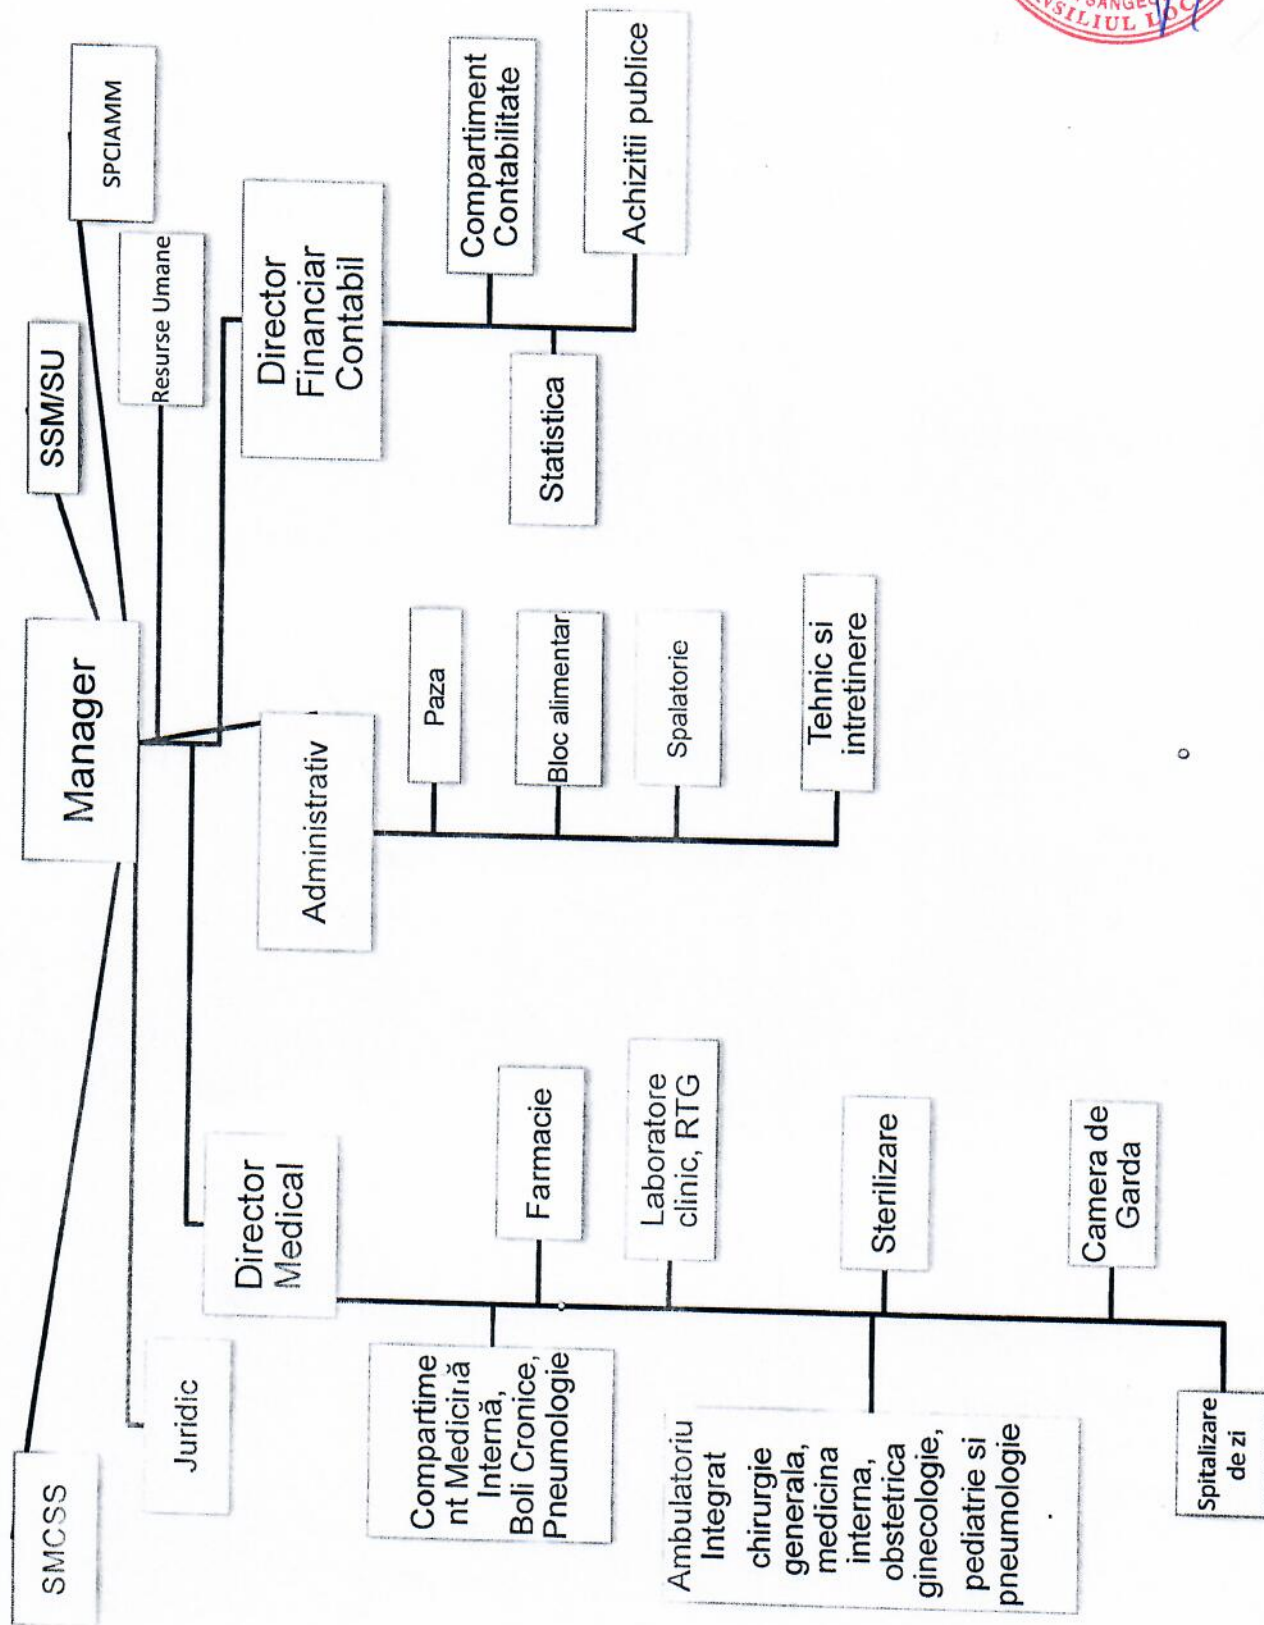 Manager
SMCSS
SSM/SU
SPCIAMM
Juridic
Resurse Umane
Director
Medical
Administrativ
Director
Financiar
Contabil
Compartime
nt Medicină
Internă,
Boli Cronice,
Pneumologie
Farmacie
Laboratore
clinic, RTG
Ambulatoriu
Integrat
chirurgie
generala,
medicina
interna,
obstetrica
ginecologie,
pediatrie si
pneumologie
Sterilizare
Camera de
Garda
Spitalizare
de zi
Paza
Bloc alimentar
Spalatorie
Tehnic si
intretinere
Compartiment
Contabilitate
Statistica
Achizitii publice